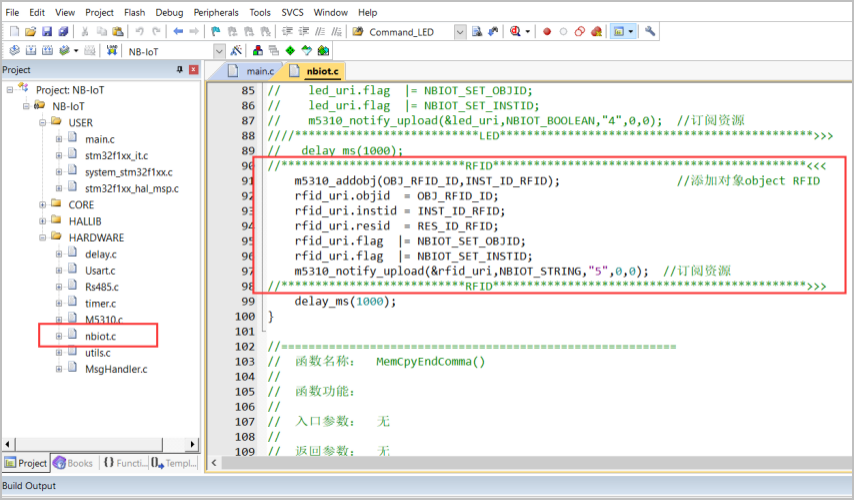 File Edit View Project Flash Debug Peripherals Tools SVCS Window Help
Command_LED
NB-IoT
Project
main.c nbiot.c
Project: NB-IoT
NB-IoT
USER
main.c
stm32f1xx_it.c
system_stm32f1xx.c
stm32f1xx_hal_msp.c
CORE
HALLIB
HARDWARE
delay.c
Usart.c
Rs485.c
timer.c
M5310.c
nbiot.c
utils.c
MsgHandler.c
Project Books {} Functi... Templ...
85 // led_uri.flag |= NBIOT_SET_OBJID;
86 // led_uri.flag |= NBIOT_SET_INSTID;
87 // m5310_notify_upload(&led_uri,NBIOT_BOOLEAN,"4",0,0); //订阅资源
88 ////****************************LED***********************************************>>>
89 // delay_ms(1000);
90 //****************************RFID***********************************************<<<
91 m5310_addobj(OBJ_RFID_ID,INST_ID_RFID); //添加对象object RFID
92 rfid_uri.objid = OBJ_RFID_ID;
93 rfid_uri.instid = INST_ID_RFID;
94 rfid_uri.resid = RES_ID_RFID;
95 rfid_uri.flag |= NBIOT_SET_OBJID;
96 rfid_uri.flag |= NBIOT_SET_INSTID;
97 m5310_notify_upload(&rfid_uri,NBIOT_STRING,"5",0,0); //订阅资源
98 //****************************RFID***********************************************>>>
99 delay_ms(1000);
100 }
101
102 //===========================================================
103 // 函数名称: MemCpyEndComma()
104 //
105 // 函数功能:
106 //
107 // 入口参数: 无
108 //
109 // 返回参数: 无
Build Output